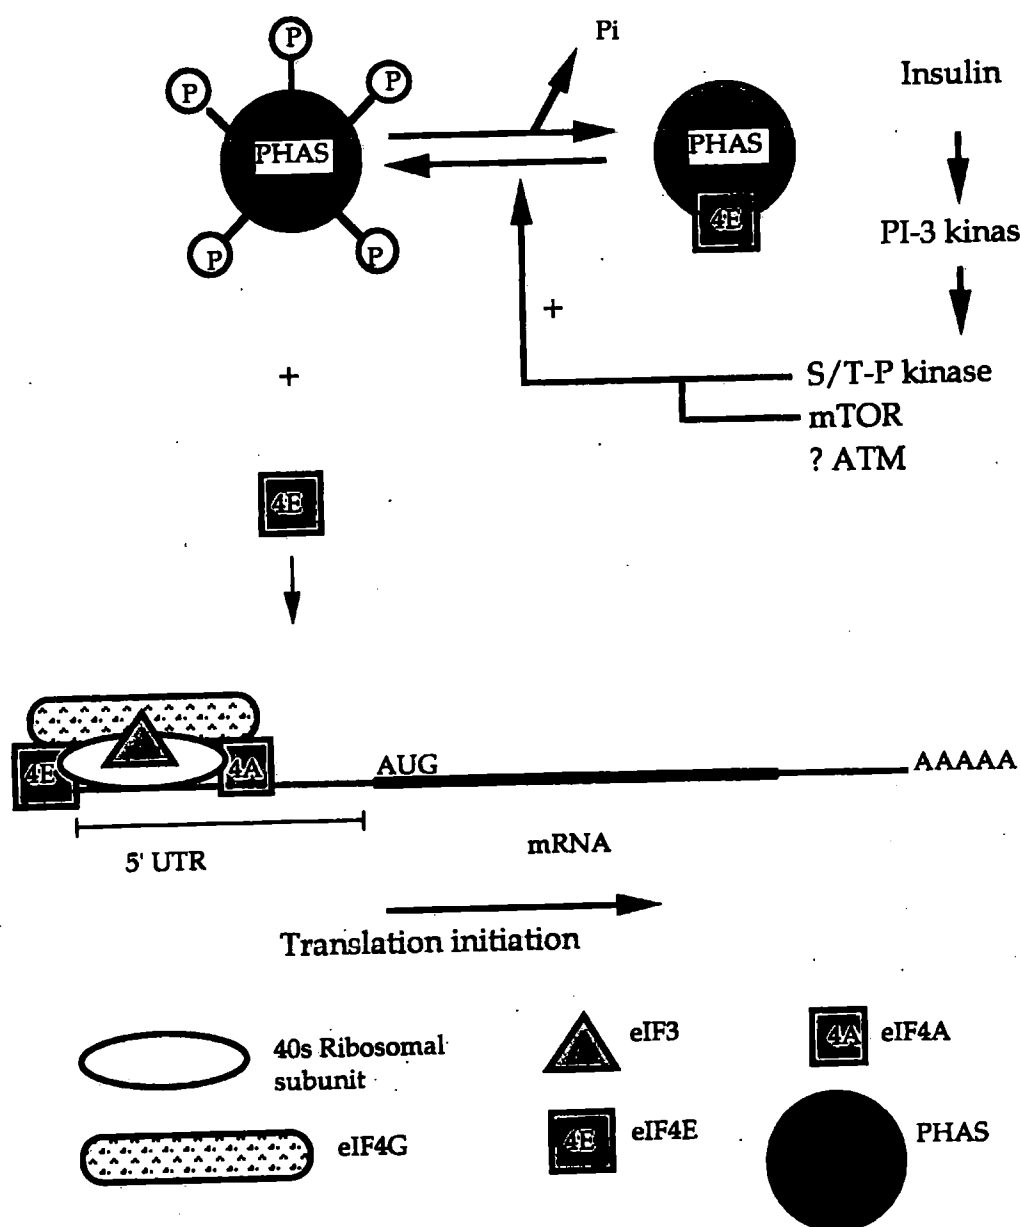 P
P
P
P
P
PHAS
Pi
PHAS
4E
Insulin
PI-3 kinas
+
S/T-P kinase
mTOR
? ATM
+
4E
4E
4A
AUG
AAAAA
5' UTR
mRNA
Translation initiation
40s Ribosomal
subunit
eIF3
4A
eIF4A
eIF4G
4E
eIF4E
PHAS